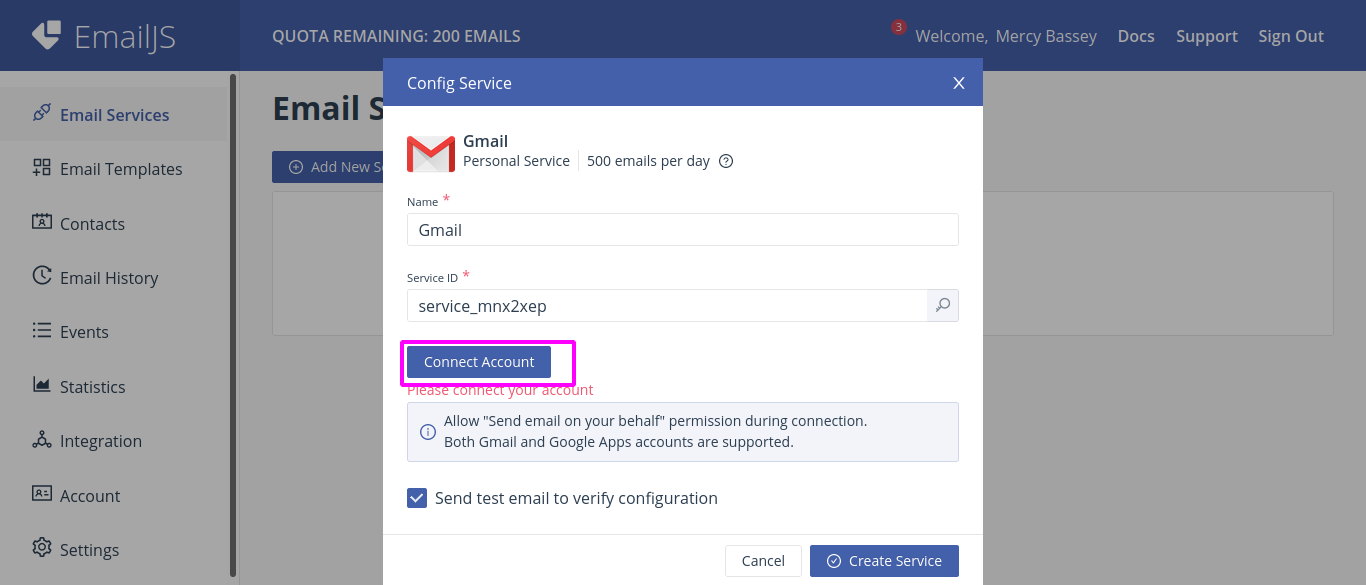 EmailJS
QUOTA REMAINING: 200 EMAILS
3
Welcome, Mercy Bassey
Docs
Support
Sign Out
Email Services
Email Templates
Contacts
Email History
Events
Statistics
Integration
Account
Settings
Email S
Add New Se
Config Service
X
Gmail
Personal Service
500 emails per day
?
Name *
Gmail
Service ID *
service_mnx2xep
Connect Account
Please connect your account
Allow "Send email on your behalf" permission during connection.
Both Gmail and Google Apps accounts are supported.
Send test email to verify configuration
Cancel
Create Service